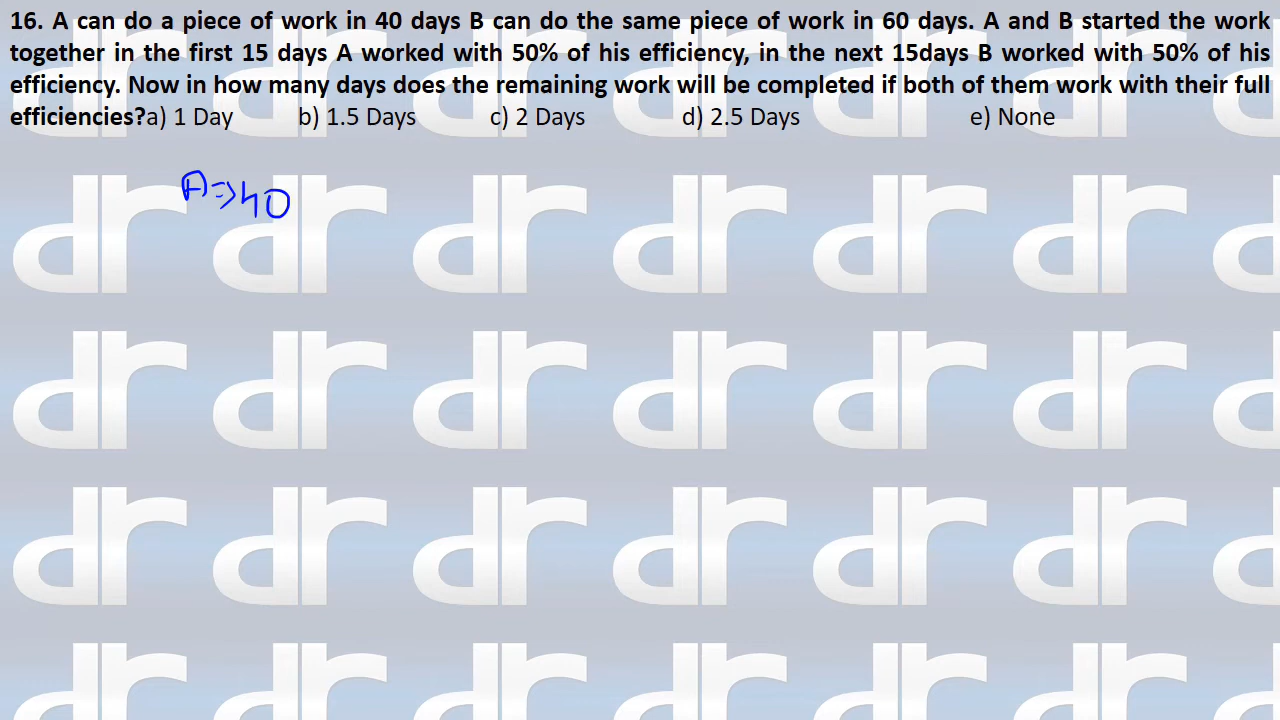 16. A can do a piece of work in 40 days B can do the same piece of work in 60 days. A and B started the work
together in the first 15 days A worked with 50% of his efficiency, in the next 15days B worked with 50% of his
efficiency. Now in how many days does the remaining work will be completed if both of them work with their full
efficiencies?a) 1 Day b) 1.5 Days c) 2 Days d) 2.5 Days e) None
A⇒40